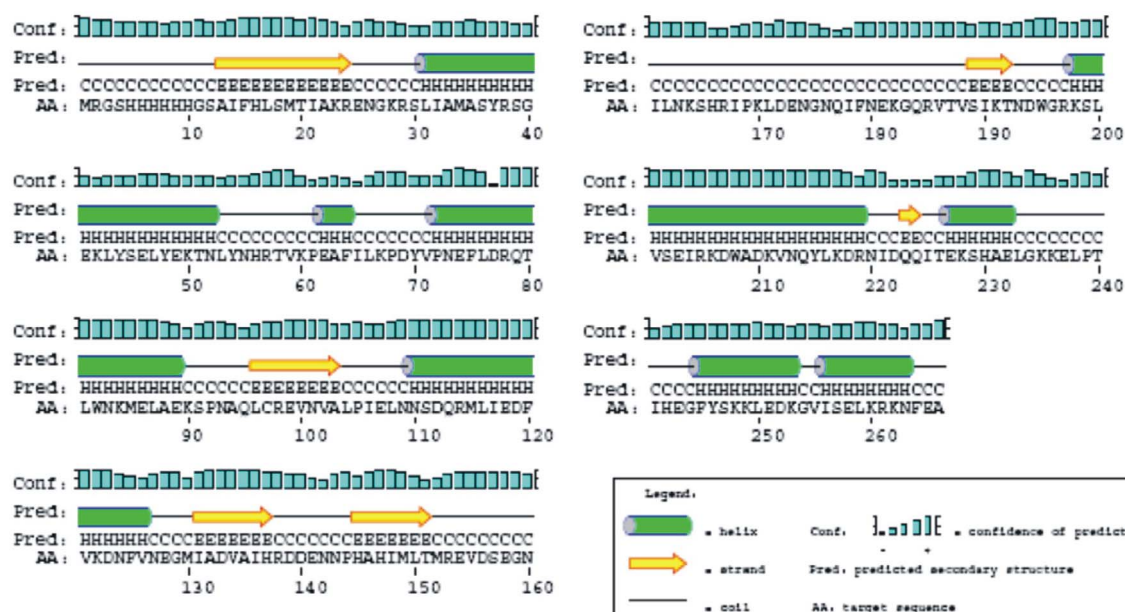 Conf:
Pred:
Pred: CCCCCCCCCCCCEEEEEEEEEEEECCCCCCHHHHHHHHHH
AA: MRGSHHHHHHGSAIFHLSMTIAKRENGKRSLIAMASYRSG
10 20 30 40
Conf:
Pred:
Pred: HHHHHHHHHHHHCCCCCCCCCHHHCCCCCCCHHHHHHHHH
AA: EKLYSELYEKTNLYNHRTVKPEAFILKPDYVPNEFLDRQT
50 60 70 80
Conf:
Pred:
Pred: HHHHHHHHHCCCCCCEEEEEEEECCCCCCHHHHHHHHHHH
AA: LWNKMELAEKSPNAQLCREVNVALPIELNNSDQRMLIEDF
90 100 110 120
Conf:
Pred:
Pred: HHHHHHCCCCEEEEEEECCCCCCCEEEEEEECCCCCCCCC
AA: VKDNFVNEGMIADVAIHRDDENNPHAHIMLTMREVDSEGN
130 140 150 160
Conf:
Pred:
Pred: CCCCCCCCCCCCCCCCCCCCCCCCCCCCEEEECCCCCHHH
AA: ILNKSHRIPKLDENGNQIFNEKGQRVTVSIKTNDWGRKSL
170 180 190 200
Conf:
Pred:
Pred: HHHHHHHHHHHHHHHHHHHCCCEECCHHHHHHCCCCCCCC
AA: VSEIRKDWADKVNQYLKDRNIDQQITEKSHAELGKKELPT
210 220 230 240
Conf:
Pred:
Pred: CCCCHHHHHHHHHCCHHHHHHHHCCC
AA: IHEGFYSKKLEDKGVISELKRKNFEA
250 260
Legend:
= helix Conf: - + = confidence of predict
= strand Pred: predicted secondary structure
= coil AA: target sequence